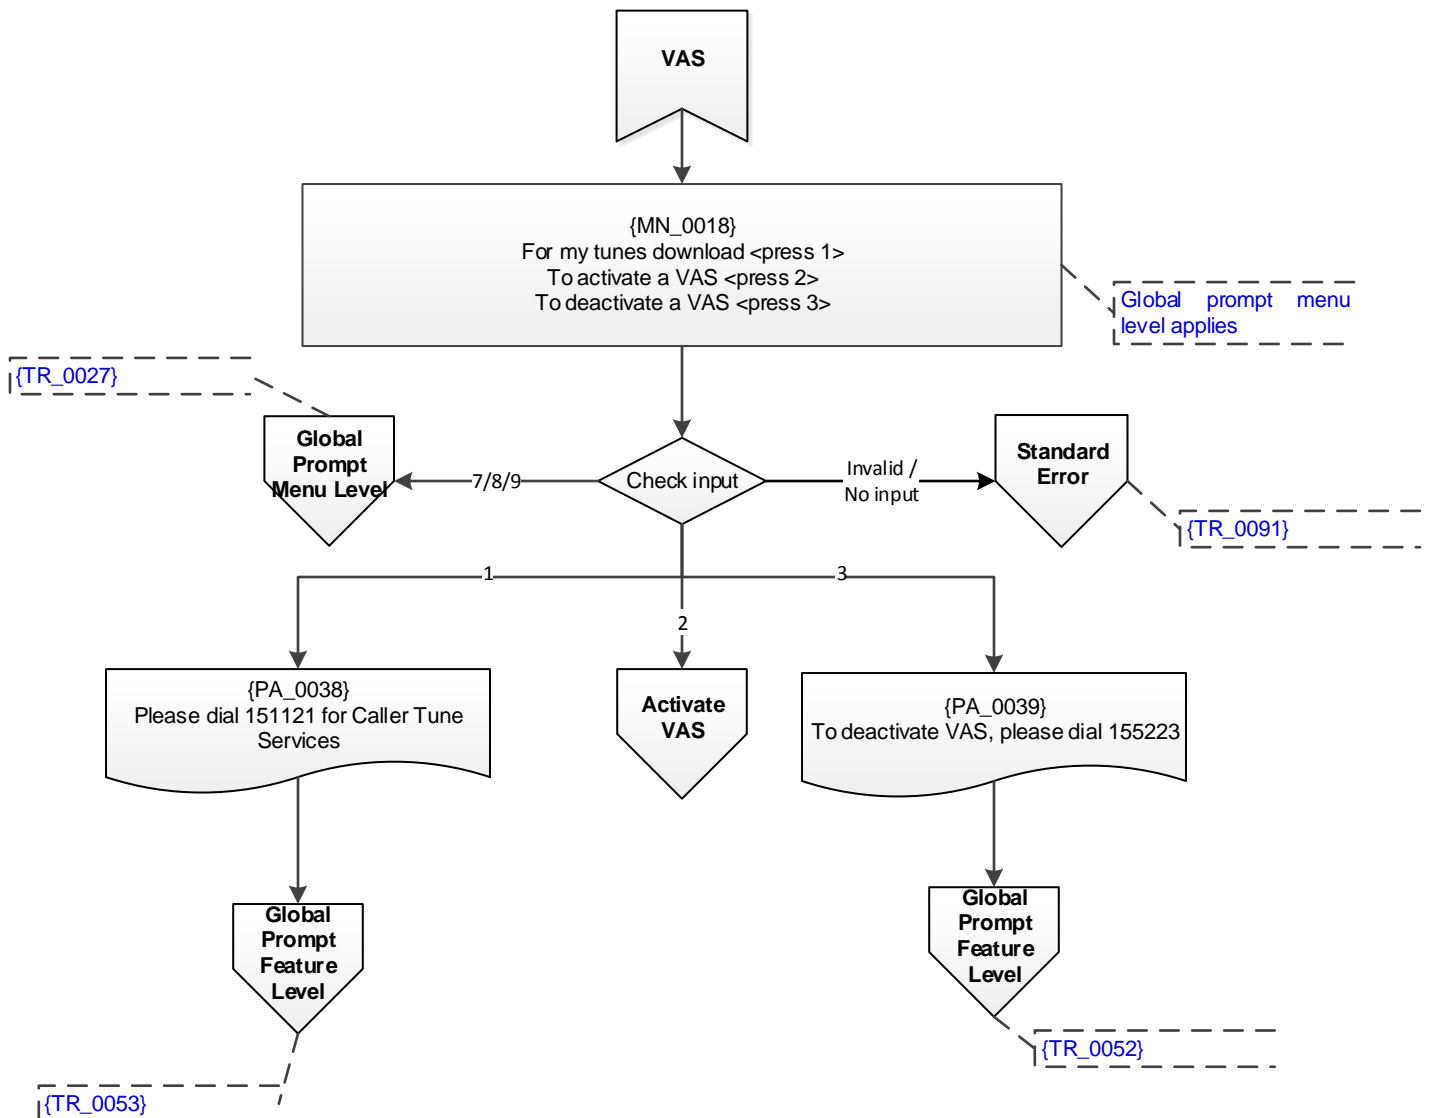 VAS
{MN_0018}
For my tunes download <press 1>
To activate a VAS <press 2>
To deactivate a VAS <press 3>
Global prompt menu
level applies
{TR_0027}
Global
Prompt
Menu Level
7/8/9
Check input
Invalid /
No input
Standard
Error
{TR_0091}
1
2
3
{PA_0038}
Please dial 151121 for Caller Tune
Services
Activate
VAS
{PA_0039}
To deactivate VAS, please dial 155223
Global
Prompt
Feature
Level
Global
Prompt
Feature
Level
{TR_0052}
{TR_0053}